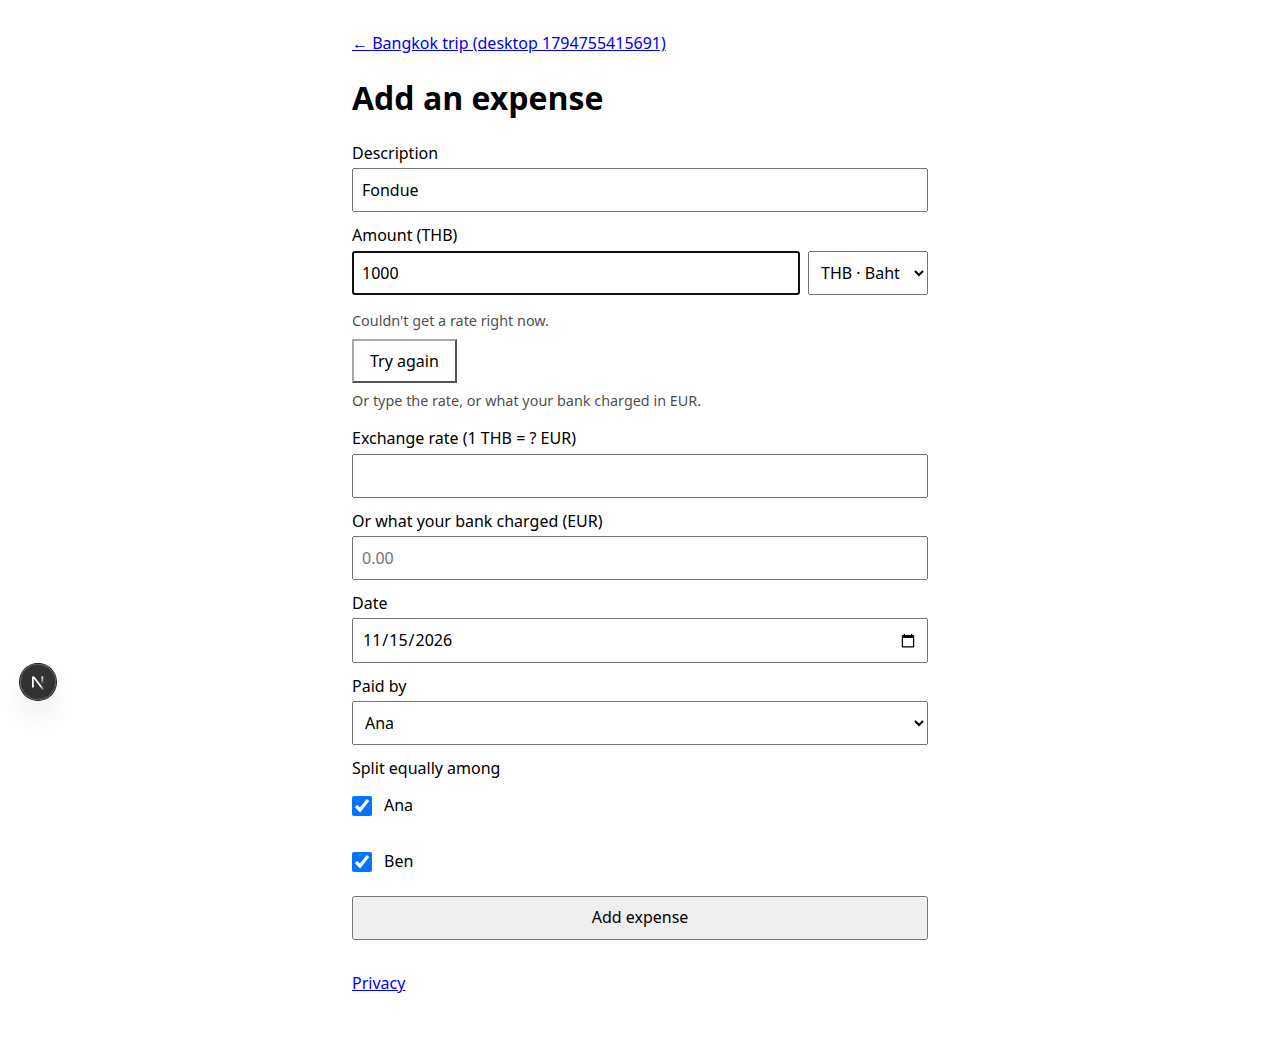 ← Bangkok trip (desktop 1794755415691)
Add an expense
Description
Fondue
Amount (THB)
1000
THB · Baht
Couldn't get a rate right now.
Try again
Or type the rate, or what your bank charged in EUR.
Exchange rate (1 THB = ? EUR)
Or what your bank charged (EUR)
0.00
Date
11/15/2026
Paid by
Ana
Split equally among
Ana
Ben
Add expense
Privacy
N